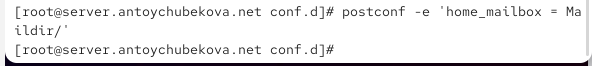 [root@server.antoychubekova.net conf.d]# postconf -e 'home_mailbox = Ma
ildir/'
[root@server.antoychubekova.net conf.d]#